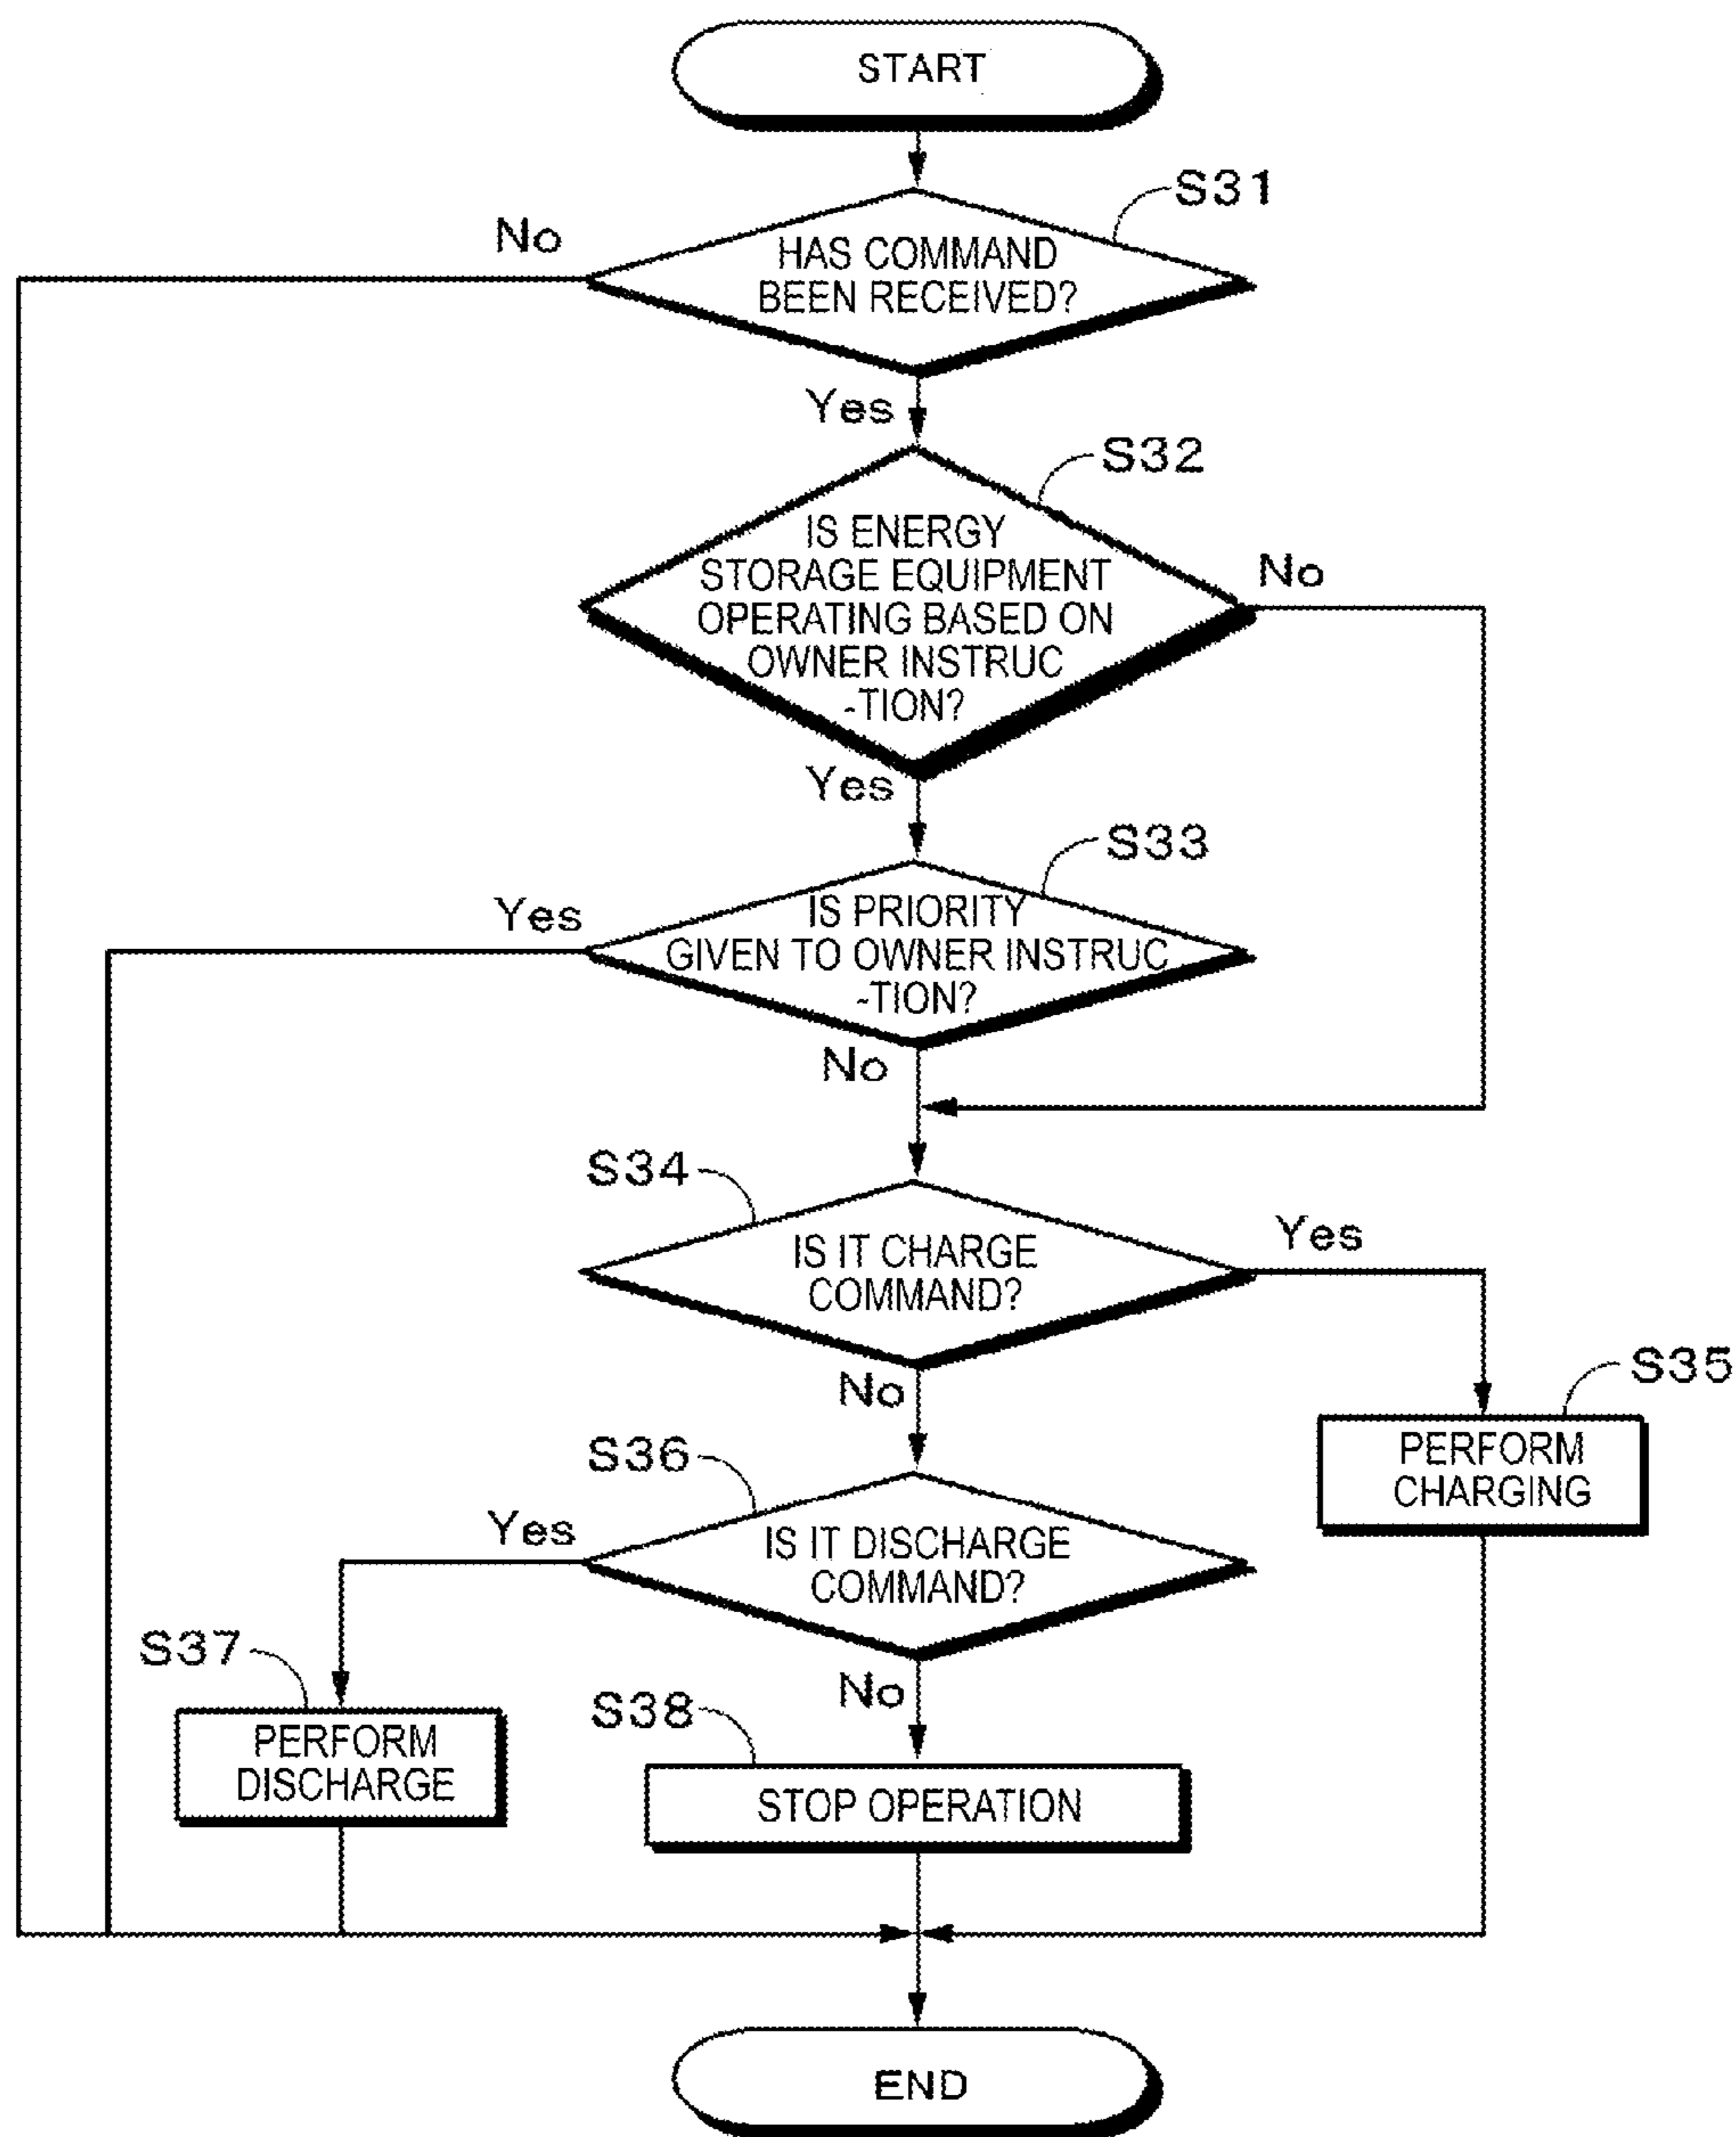 START
S31
No
HAS COMMAND
BEEN RECEIVED?
Yes
S32
IS ENERGY
STORAGE EQUIPMENT
OPERATING BASED ON
OWNER INSTRUC
-TION?
No
Yes
S33
Yes
IS PRIORITY
GIVEN TO OWNER INSTRUC
-TION?
No
S34
IS IT CHARGE
COMMAND?
Yes
No
S35
PERFORM
CHARGING
S36
Yes
IS IT DISCHARGE
COMMAND?
No
S37
PERFORM
DISCHARGE
S38
STOP OPERATION
END